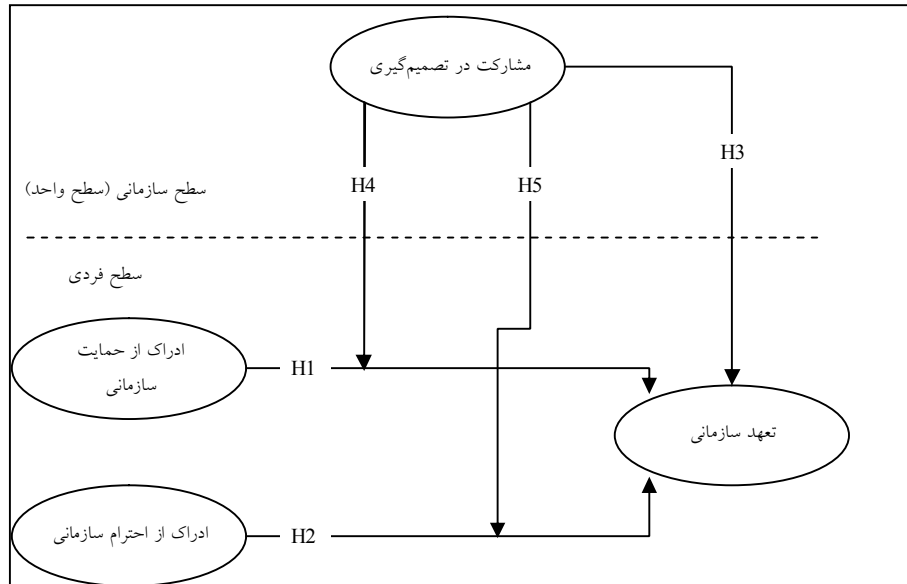 مشارکت در تصمیم‌گیری
H3
H4
H5
سطح سازمانی (سطح واحد)
سطح فردی
ادراک از حمایت
سازمانی
H1
تعهد سازمانی
ادراک از احترام سازمانی
H2